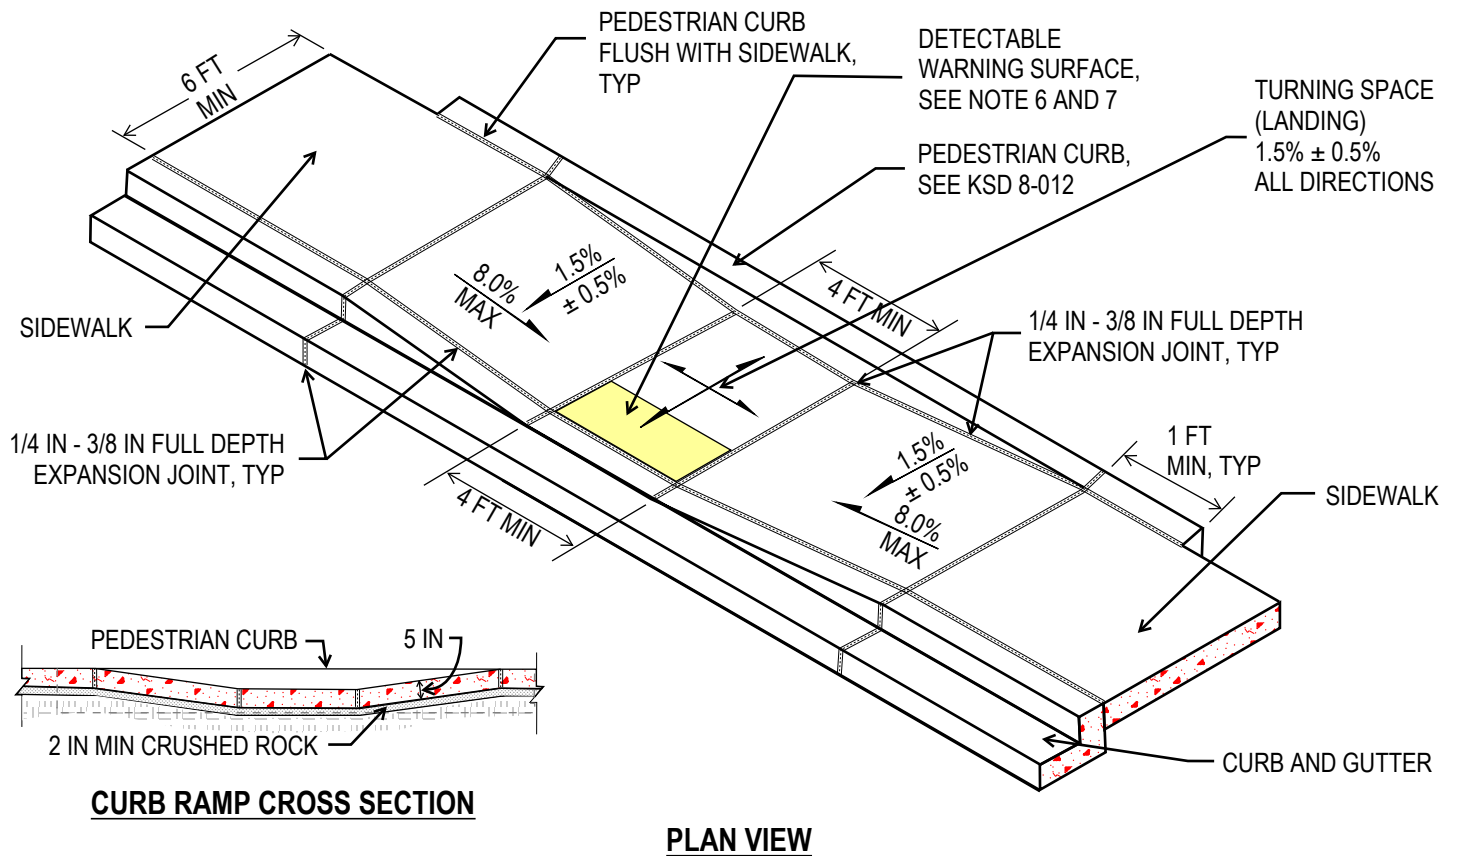 PEDESTRIAN CURB
FLUSH WITH SIDEWALK,
TYP
DETECTABLE
WARNING SURFACE,
SEE NOTE 6 AND 7
TURNING SPACE
(LANDING)
1.5% ± 0.5%
ALL DIRECTIONS
6 FT
MIN
PEDESTRIAN CURB,
SEE KSD 8-012
8.0%
MAX
1.5%
± 0.5%
4 FT MIN
SIDEWALK
1/4 IN - 3/8 IN FULL DEPTH
EXPANSION JOINT, TYP
1/4 IN - 3/8 IN FULL DEPTH
EXPANSION JOINT, TYP
1 FT
MIN, TYP
4 FT MIN
1.5%
± 0.5%
8.0%
MAX
SIDEWALK
PEDESTRIAN CURB
5 IN
2 IN MIN CRUSHED ROCK
CURB AND GUTTER
CURB RAMP CROSS SECTION
PLAN VIEW